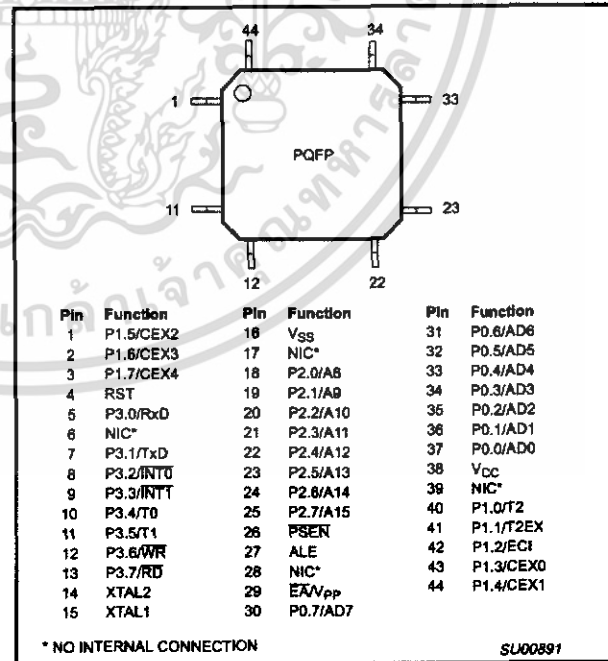 44 34
1 33
PQFP
11 23
12 22
Pin Function Pin Function Pin Function
1 P1.5/CEX2 16 VSS 31 P0.6/AD6
2 P1.6/CEX3 17 NIC* 32 P0.5/AD5
3 P1.7/CEX4 18 P2.0/A8 33 P0.4/AD4
4 RST 19 P2.1/A9 34 P0.3/AD3
5 P3.0/RxD 20 P2.2/A10 35 P0.2/AD2
6 NIC* 21 P2.3/A11 36 P0.1/AD1
7 P3.1/TxD 22 P2.4/A12 37 P0.0/AD0
8 P3.2/INT0 23 P2.5/A13 38 VCC
9 P3.3/INT1 24 P2.6/A14 39 NIC*
10 P3.4/T0 25 P2.7/A15 40 P1.0/T2
11 P3.5/T1 26 PSEN 41 P1.1/T2EX
12 P3.6/WR 27 ALE 42 P1.2/ECI
13 P3.7/RD 28 NIC* 43 P1.3/CEX0
14 XTAL2 29 EA/VPP 44 P1.4/CEX1
15 XTAL1 30 P0.7/AD7
* NO INTERNAL CONNECTION SU00891